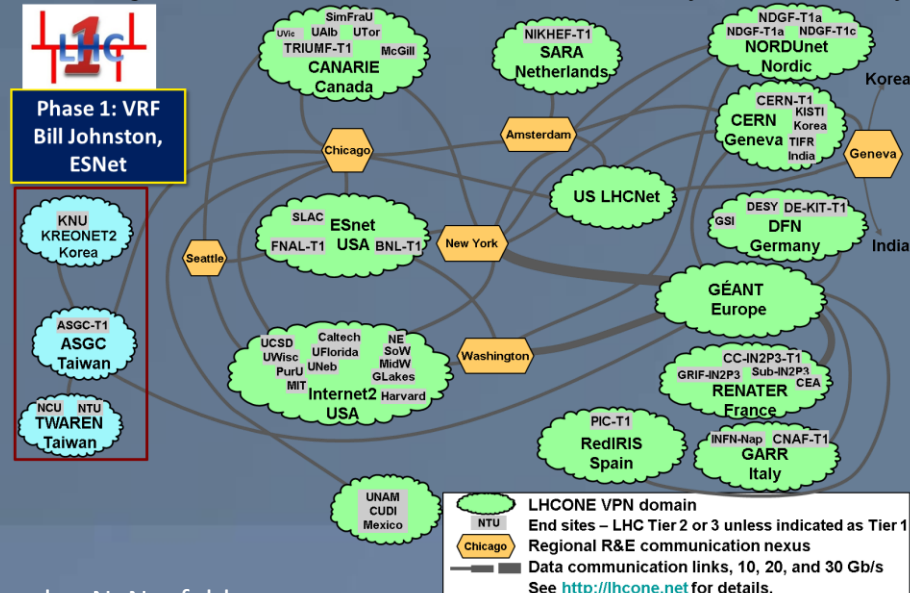 LHC
1
Phase 1: VRF
Bill Johnston,
ESNet
SimFraU
UVic UAlb UTor
TRIUMF-T1 McGill
CANARIE
Canada
NIKHEF-T1
SARA
Netherlands
NDGF-T1a
NDGF-T1a NDGF-T1c
NORDUnet
Nordic
Korea
CERN-T1
KISTI
CERN Korea
Geneva TIFR
India
Geneva
India
Chicago
Amsterdam
US LHCNet
KNU
KREONET2
Korea
SLAC
ESnet
USA
FNAL-T1 BNL-T1
New York
Seattle
DESY DE-KIT-T1
GSI
DFN
Germany
GÉANT
Europe
ASGC-T1
ASGC
Taiwan
NCU NTU
TWAREN
Taiwan
Caltech NE
UCSD SoW
UWisc UFlorida MidW
PurU UNeb GLakes
MIT
Internet2 Harvard
USA
Washington
CC-IN2P3-T1
GRIF-IN2P3 Sub-IN2P3
CEA
RENATER
France
PIC-T1
RedIRIS
Spain
INFN-Nap CNAF-T1
GARR
Italy
UNAM
CUDI
Mexico
LHCONE VPN domain
NTU End sites – LHC Tier 2 or 3 unless indicated as Tier 1
Chicago Regional R&E communication nexus
Data communication links, 10, 20, and 30 Gb/s
See http://lhcone.net for details.